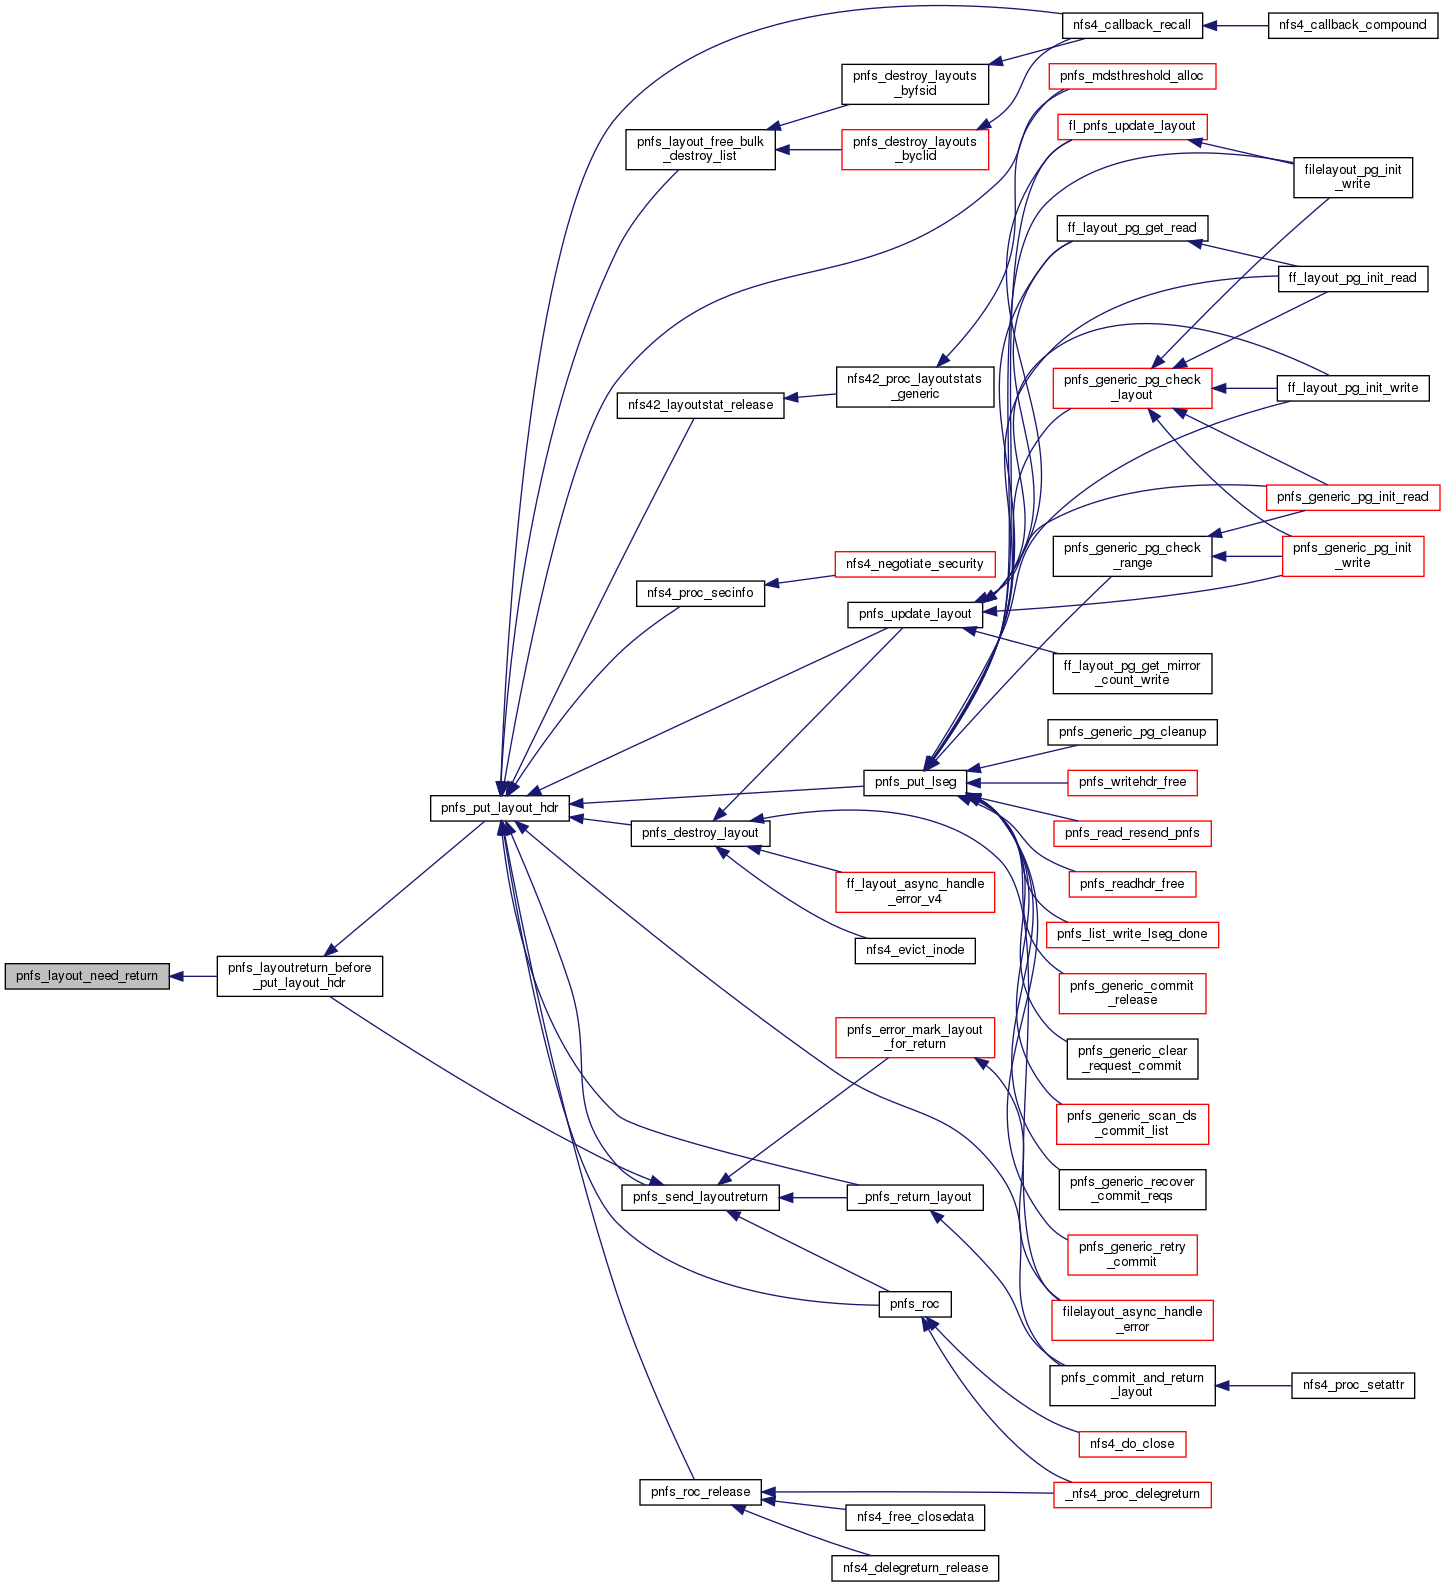 pnfs_layout_need_return
pnfs_layoutreturn_before
_put_layout_hdr
pnfs_put_layout_hdr
pnfs_layout_free_bulk
_destroy_list
nfs42_layoutstat_release
nfs4_proc_secinfo
pnfs_destroy_layout
pnfs_send_layoutreturn
pnfs_roc_release
pnfs_destroy_layouts
_byfsid
pnfs_destroy_layouts
_byclid
nfs42_proc_layoutstats
_generic
nfs4_negotiate_security
pnfs_update_layout
pnfs_put_lseg
ff_layout_async_handle
_error_v4
nfs4_evict_inode
pnfs_error_mark_layout
_for_return
_pnfs_return_layout
pnfs_roc
nfs4_free_closedata
nfs4_delegreturn_release
nfs4_callback_recall
pnfs_mdsthreshold_alloc
fl_pnfs_update_layout
ff_layout_pg_get_read
pnfs_generic_pg_check
_layout
pnfs_generic_pg_check
_range
ff_layout_pg_get_mirror
_count_write
pnfs_generic_pg_cleanup
pnfs_writehdr_free
pnfs_read_resend_pnfs
pnfs_readhdr_free
pnfs_list_write_lseg_done
pnfs_generic_commit
_release
pnfs_generic_clear
_request_commit
pnfs_generic_scan_ds
_commit_list
pnfs_generic_recover
_commit_reqs
pnfs_generic_retry
_commit
filelayout_async_handle
_error
pnfs_commit_and_return
_layout
nfs4_do_close
_nfs4_proc_delegreturn
nfs4_callback_compound
filelayout_pg_init
_write
ff_layout_pg_init_read
ff_layout_pg_init_write
pnfs_generic_pg_init_read
pnfs_generic_pg_init
_write
nfs4_proc_setattr